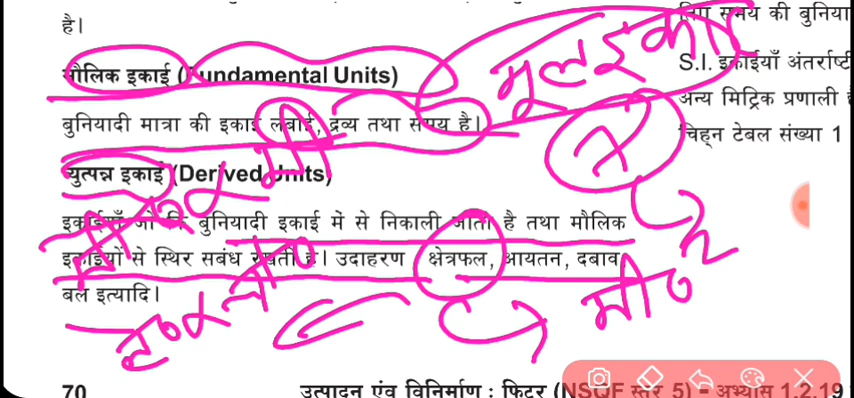 है।
मौलिक इकाई (Fundamental Units)
बुनियादी मात्रा की इकाई लंबाई, द्रव्य तथा समय है।
युत्पन्न इकाई (Derived Units)
इकाईयाँ जो कि बुनियादी इकाई में से निकाली जाती है तथा मौलिक
इकाईयों से स्थिर सबंध रखती है। उदाहरण क्षेत्रफल, आयतन, दबाव
बल इत्यादि।
70
लिए समय की बुनिया
S.I. इकाईयाँ अंतर्राष्टी
अन्य मिट्रिक प्रणाली
चिह्न टेबल संख्या 1
मूल इकाई
मी०
उत्पादन एंव विनिर्माण : फिटर (NSQF स्तर 5) – अभ्यास 1.2.19